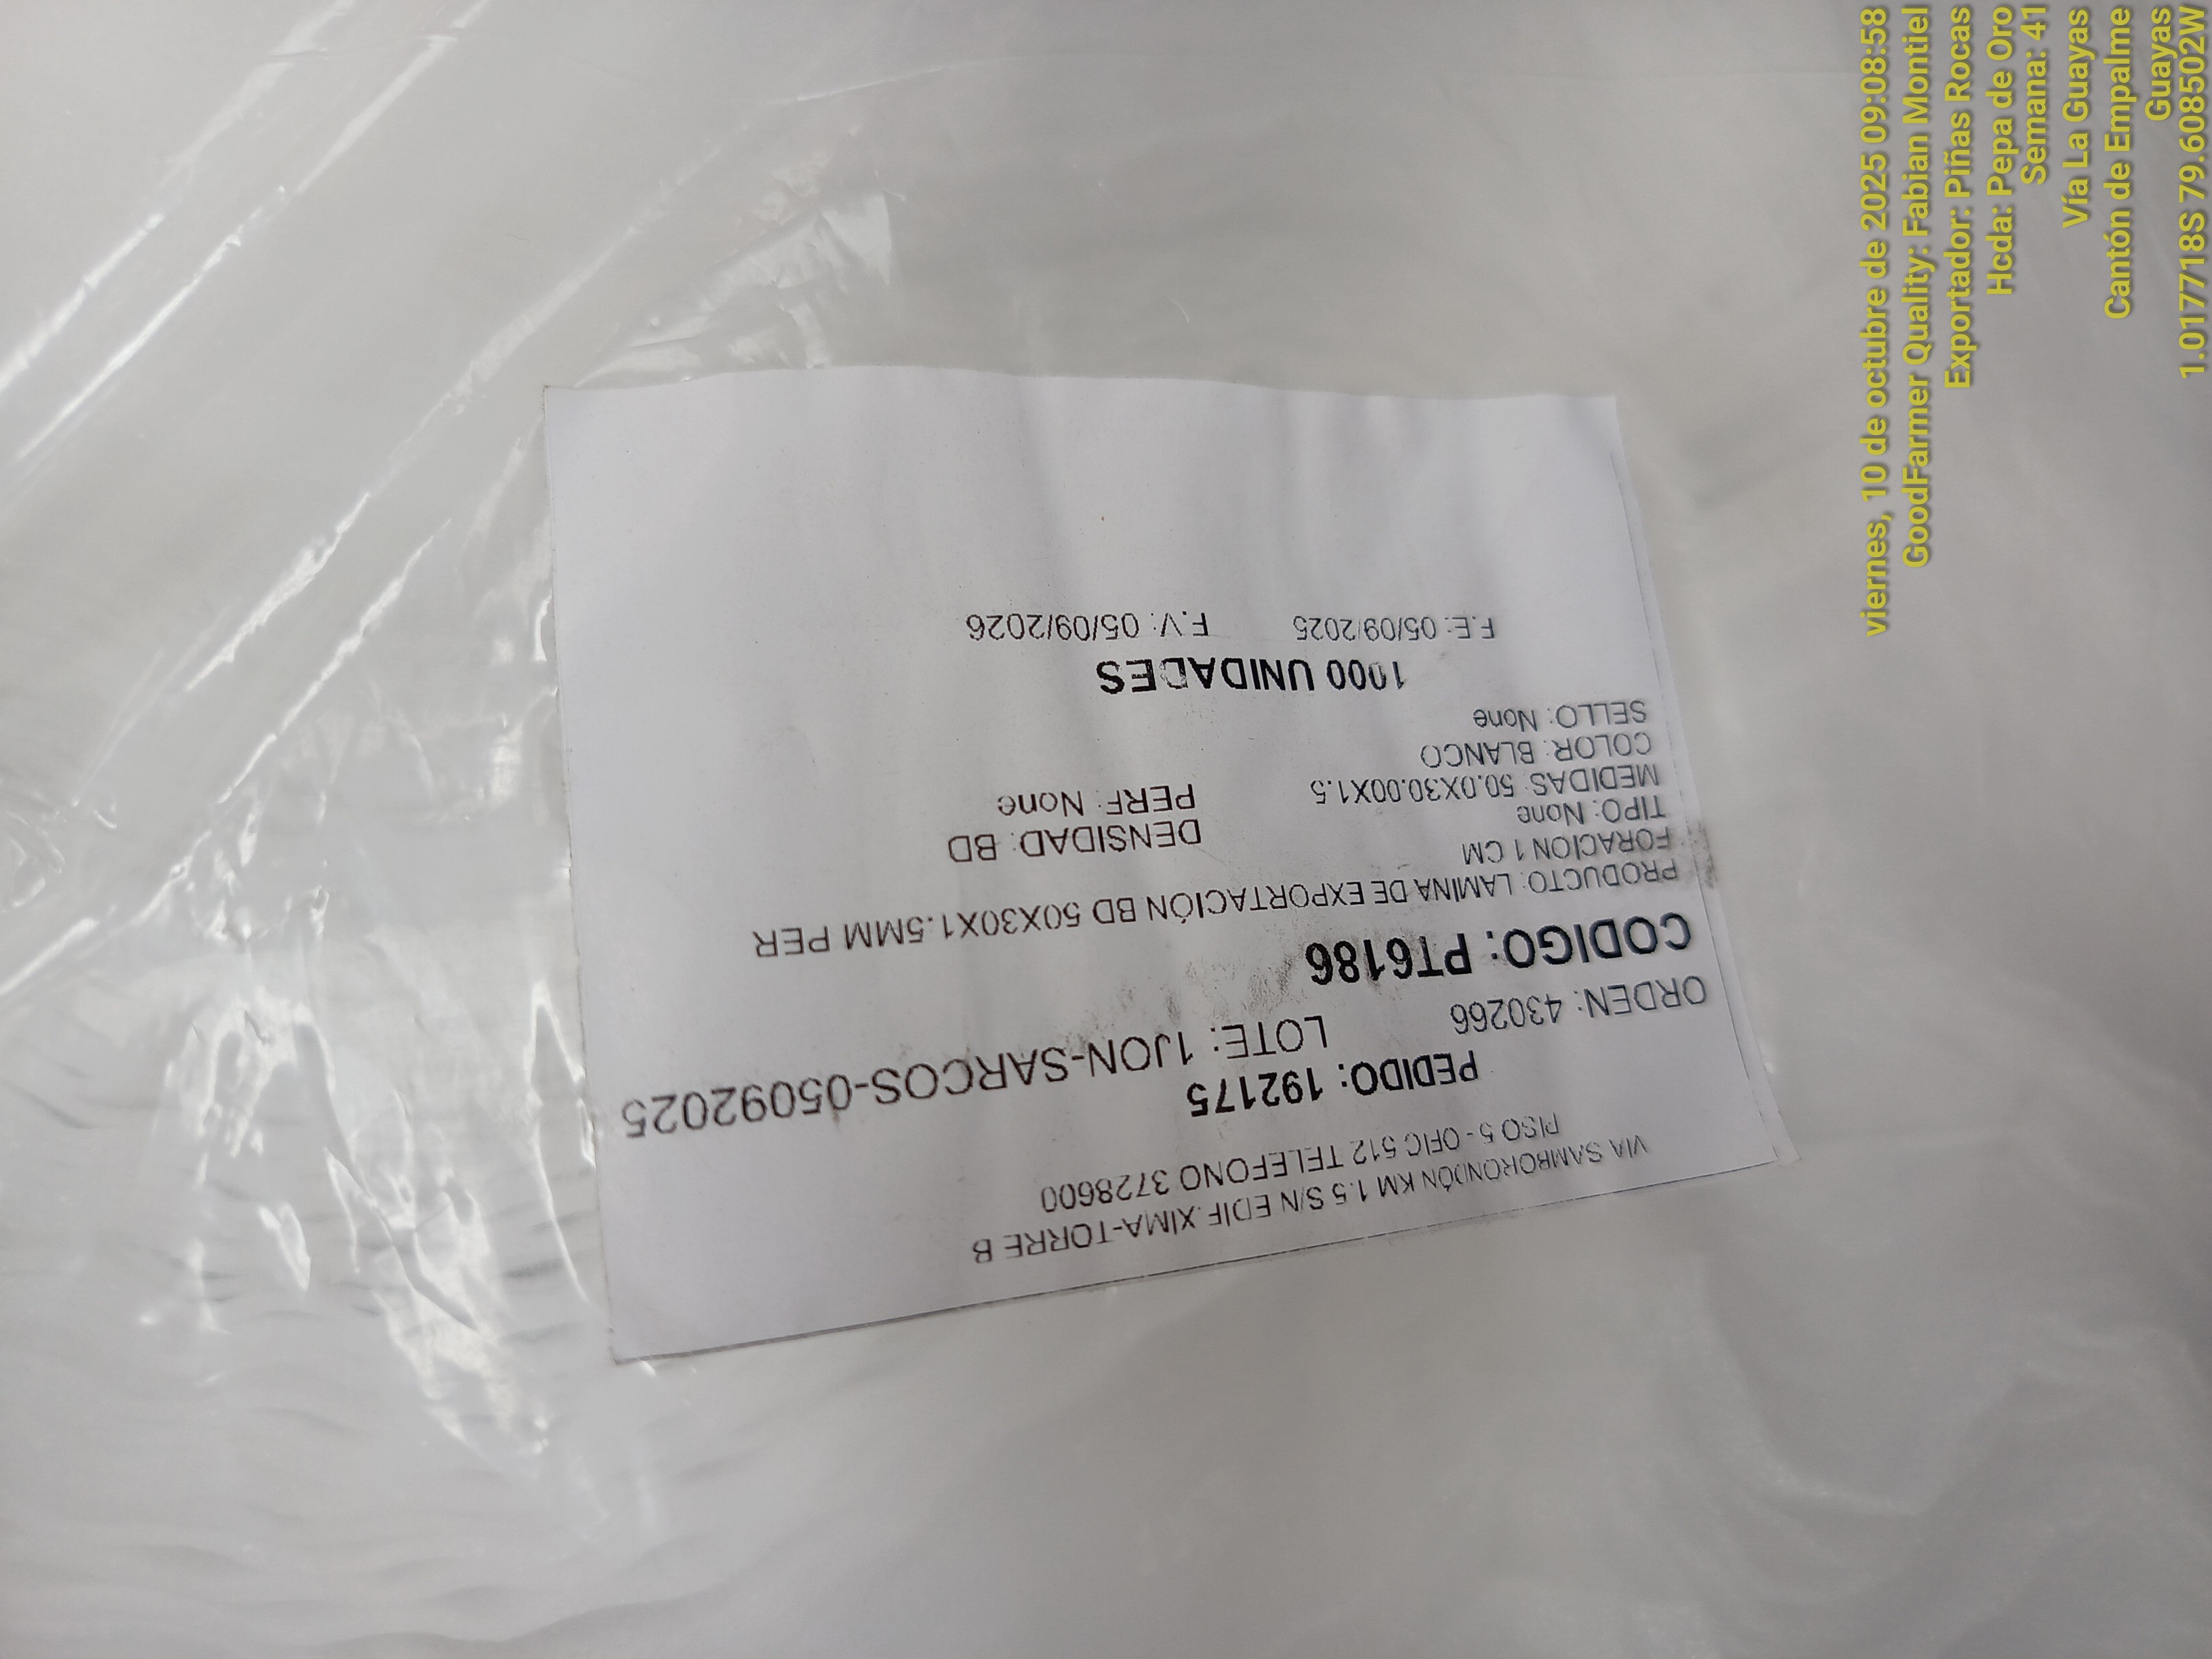 VIA SAMBORONDÓN KM 1.5 S/N EDIF. XIMA-TORRE B
PISO 5 - OFIC 512 TELEFONO 3728600
PEDIDO: 192175
ORDEN: 430266 LOTE: 1JON-SARCOS-05092025
CODIGO: PT6186
PRODUCTO: LAMINA DE EXPORTACIÓN BD 50X30X1.5MM PER
FORACION 1 CM
TIPO: None DENSIDAD: BD
MEDIDAS: 50.0X30.00X1.5 PERF: None
COLOR: BLANCO
SELLO: None
1000 UNIDADES
F.E: 05/09/2025 F.V: 05/09/2026
viernes, 10 de octubre de 2025 09:08:58
GoodFarmer Quality: Fabian Montiel
Exportador: Piñas Rocas
Hcda: Pepa de Oro
Semana: 41
Vía La Guayas
Cantón de Empalme
Guayas
1.017718S 79.608502W